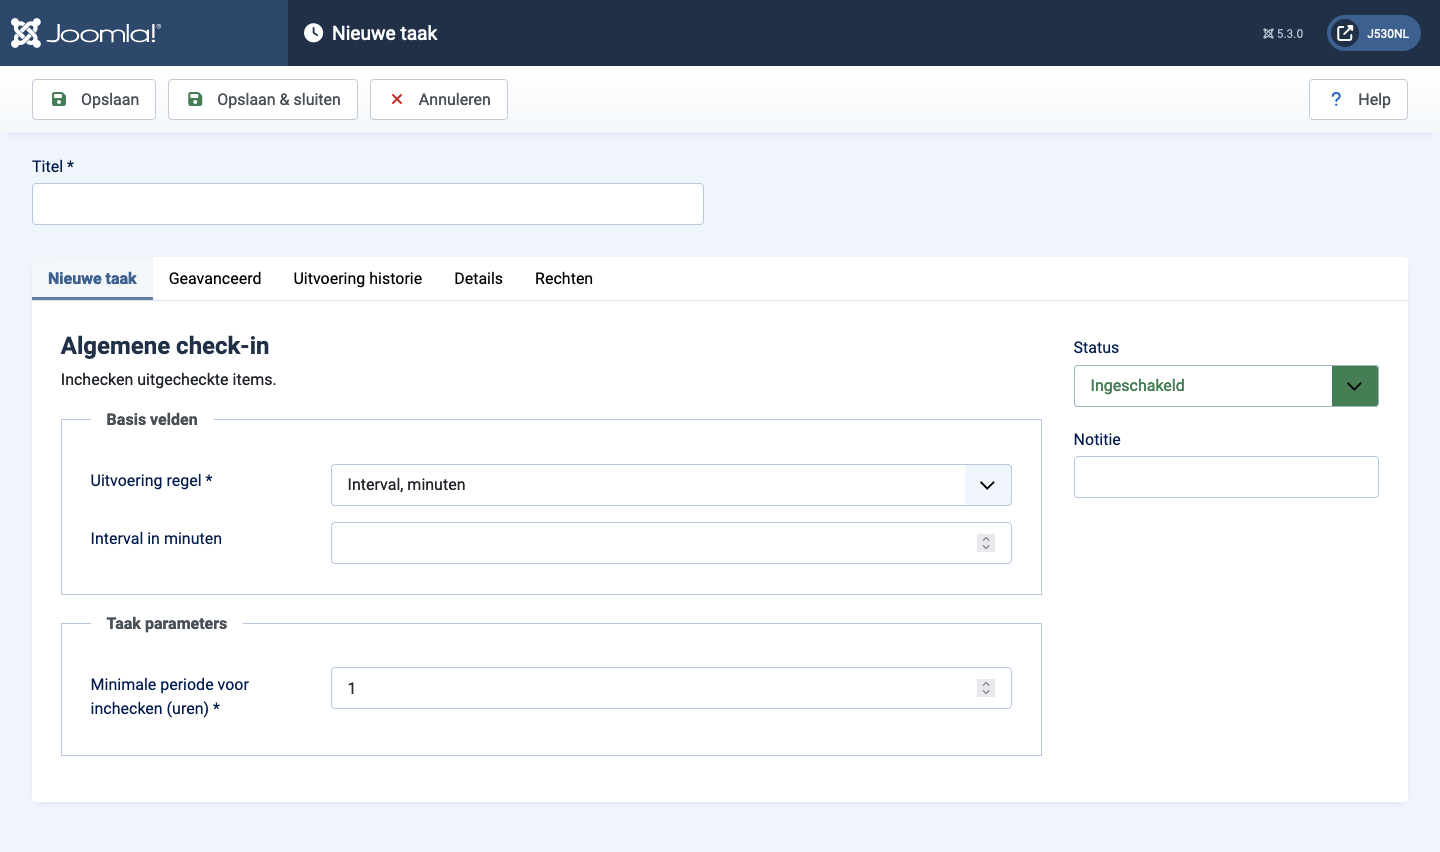 Joomla!®
Nieuwe taak
5.3.0
J530NL
Opslaan
Opslaan & sluiten
Annuleren
? Help
Titel *
Nieuwe taak
Geavanceerd
Uitvoering historie
Details
Rechten
Algemene check-in
Inchecken uitgecheckte items.
Basis velden
Uitvoering regel *
Interval, minuten
Interval in minuten
Taak parameters
Minimale periode voor
inchecken (uren) *
1
Status
Ingeschakeld
Notitie